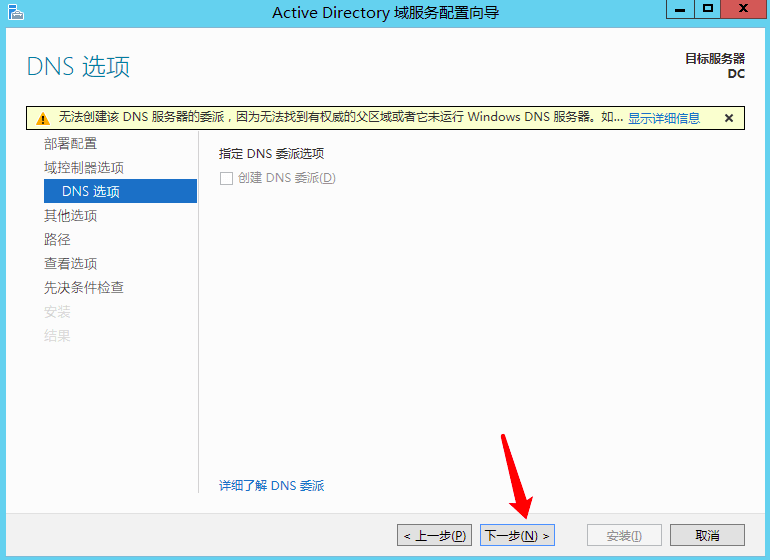 Active Directory 域服务配置向导
DNS 选项
目标服务器
DC
无法创建该 DNS 服务器的委派，因为无法找到有权威的父区域或者它未运行 Windows DNS 服务器。如... 显示详细信息
部署配置
域控制器选项
DNS 选项
其他选项
路径
查看选项
先决条件检查
安装
结果
指定 DNS 委派选项
创建 DNS 委派(D)
详细了解 DNS 委派
< 上一步(P)
下一步(N) >
安装(I)
取消